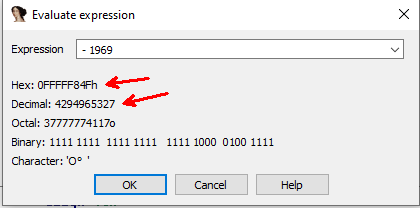 Evaluate expression
Expression - 1969
Hex: 0FFFFF84Fh
Decimal: 4294965327
Octal: 37777774117o
Binary: 1111 1111 1111 1111 1111 1000 0100 1111
Character: 'O° '
OK Cancel Help